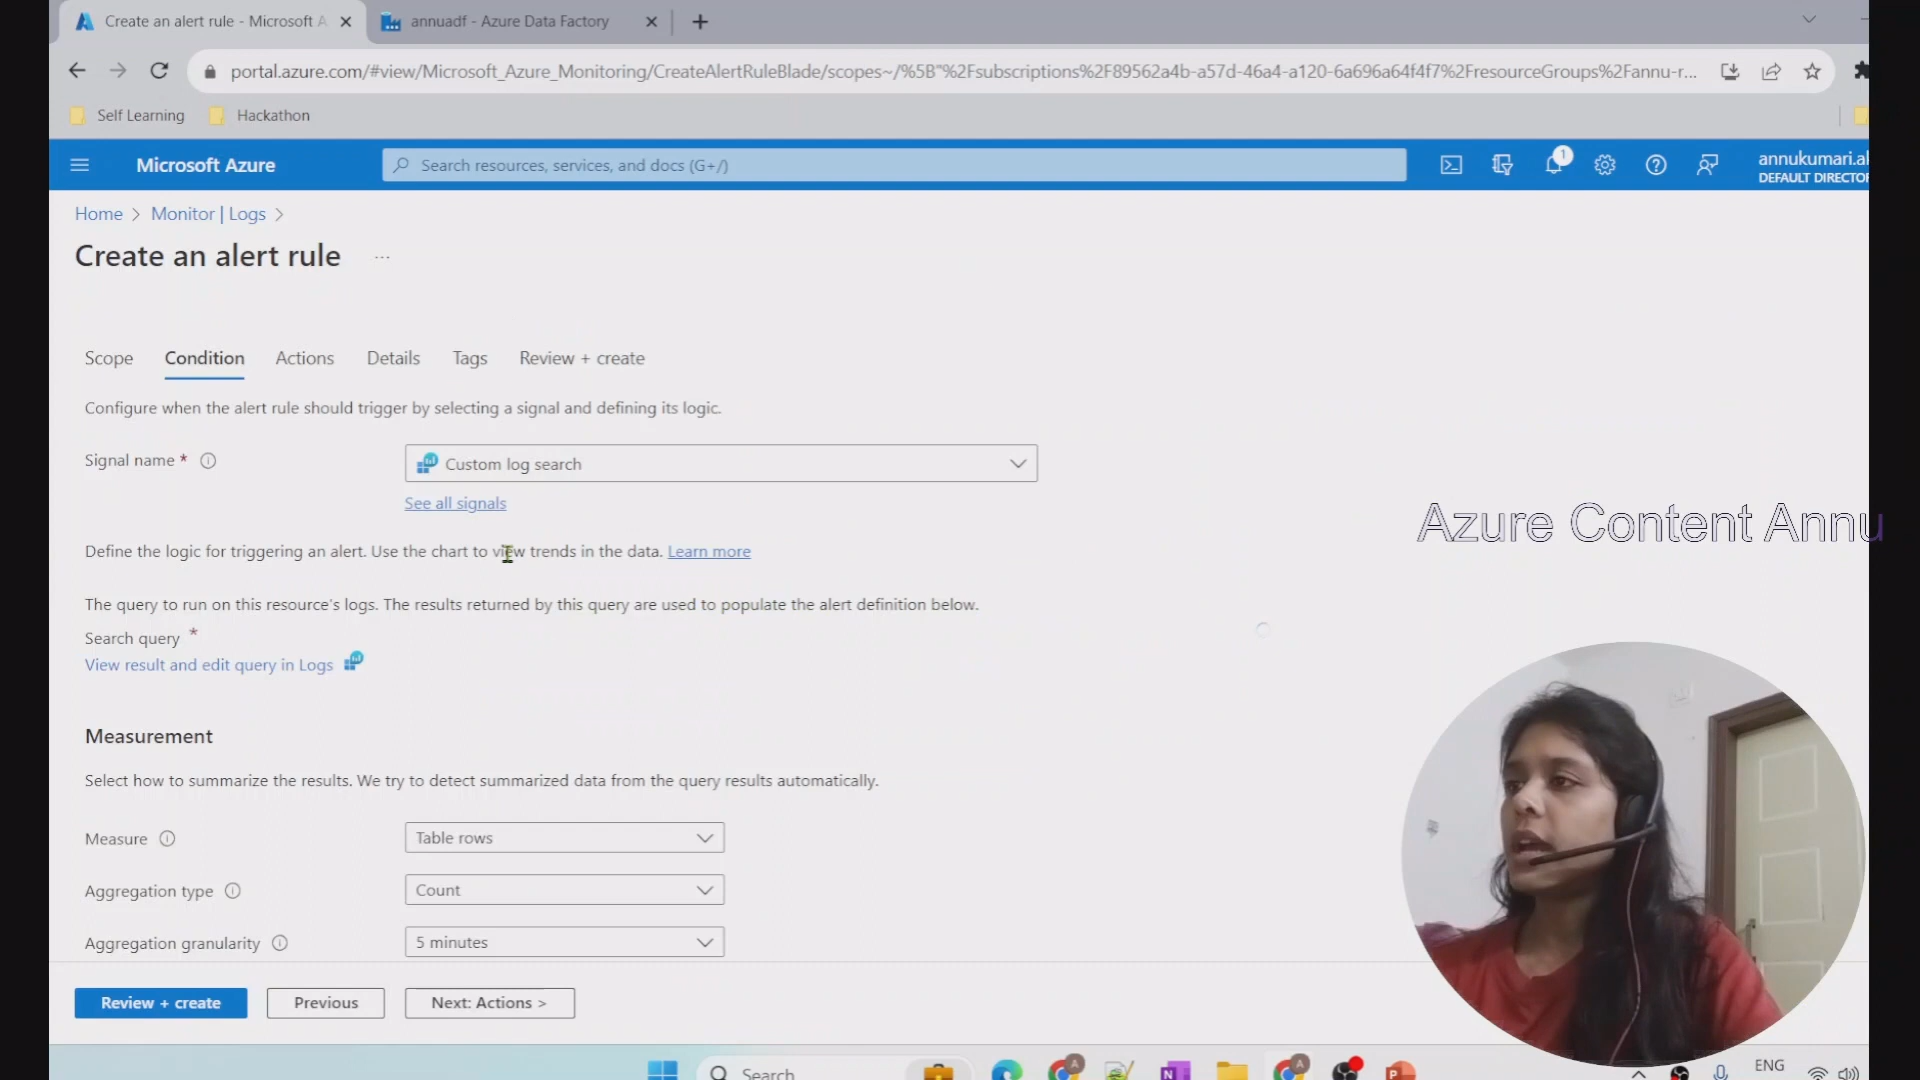 Create an alert rule - Microsoft A
annuadf - Azure Data Factory
portal.azure.com/#view/Microsoft_Azure_Monitoring/CreateAlertRuleBlade/scopes~/%5B"%2Fsubscriptions%2F89562a4b-a57d-46a4-a120-6a696a64f4f7%2FresourceGroups%2Fannu-r...
Self Learning
Hackathon
Microsoft Azure
Search resources, services, and docs (G+/)
1
annukumari.al
DEFAULT DIRECTOR
Home > Monitor | Logs >
Create an alert rule ...
Scope Condition Actions Details Tags Review + create
Configure when the alert rule should trigger by selecting a signal and defining its logic.
Signal name *
Custom log search
See all signals
Azure Content Annu
Define the logic for triggering an alert. Use the chart to view trends in the data. Learn more
The query to run on this resource's logs. The results returned by this query are used to populate the alert definition below.
Search query *
View result and edit query in Logs
Measurement
Select how to summarize the results. We try to detect summarized data from the query results automatically.
Measure
Table rows
Aggregation type
Count
Aggregation granularity
5 minutes
Review + create
Previous
Next: Actions >
Search
ENG